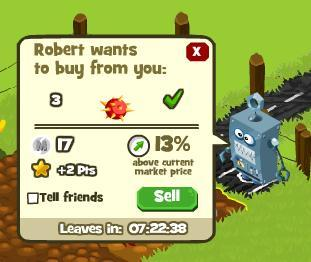 Robert wants
to buy from you:
X
3
17
13%
above current
market price
+2 Pts
Tell friends
Sell
Leaves in: 07:22:38